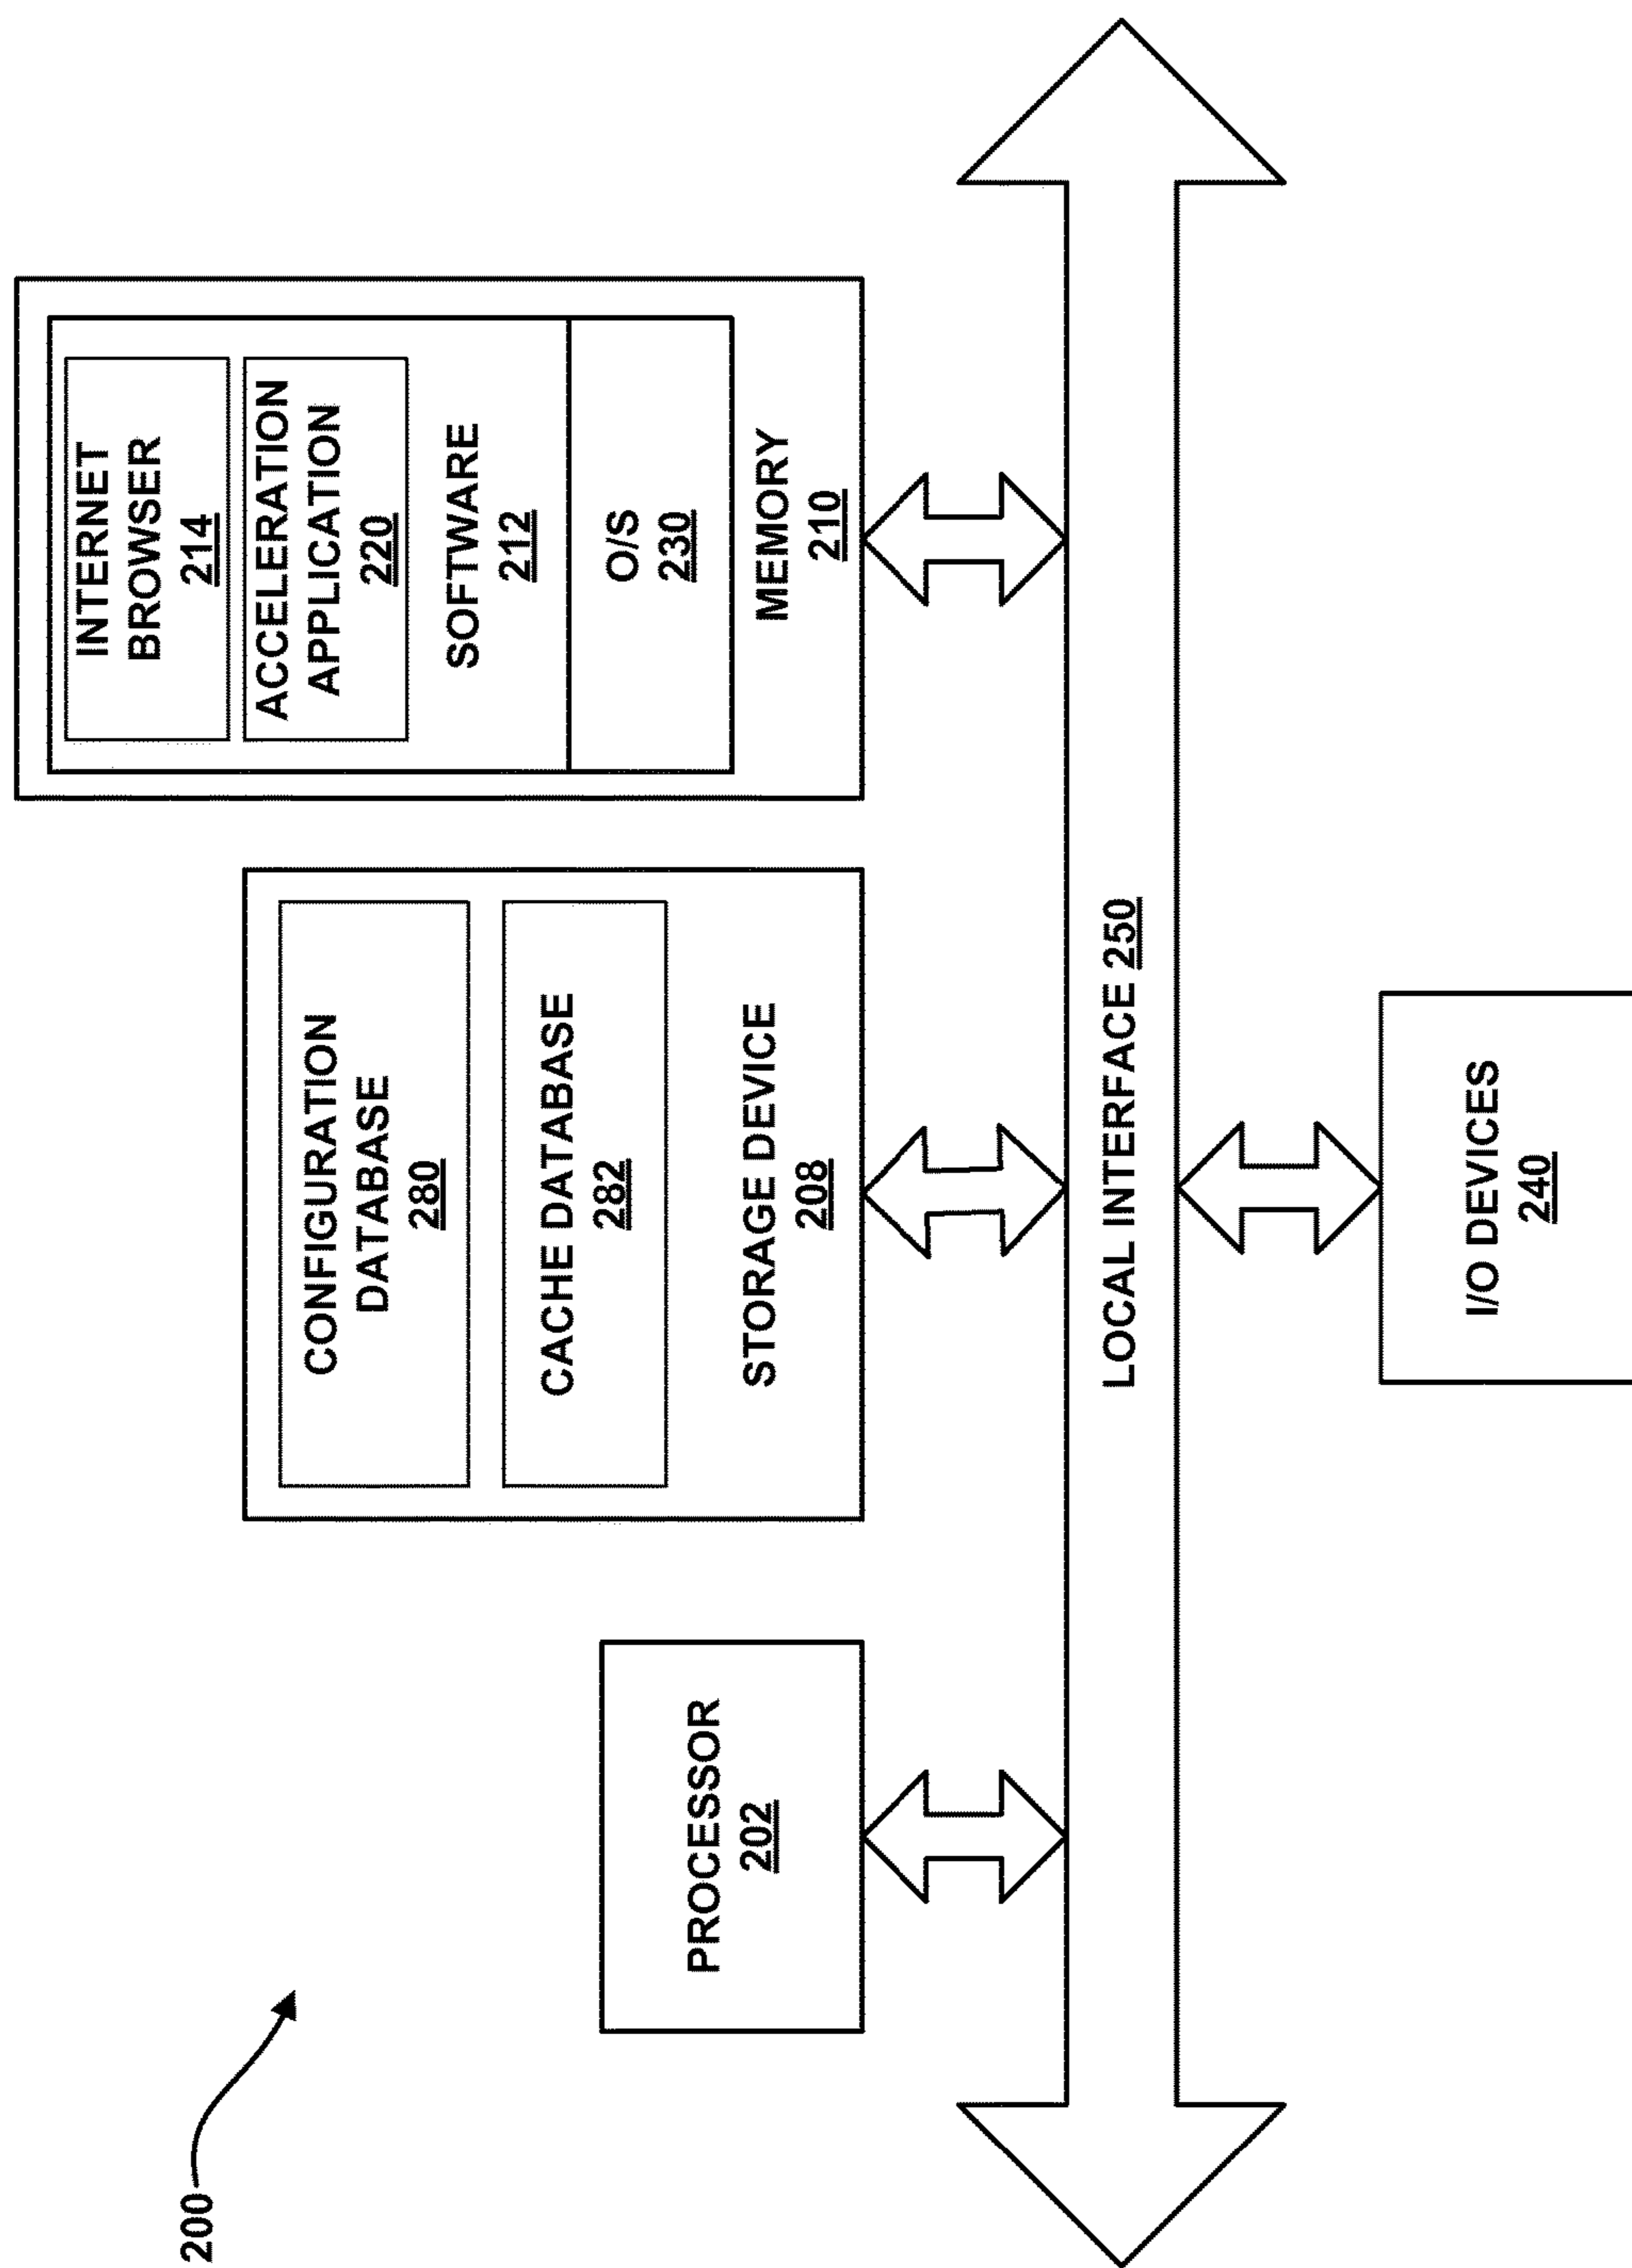 200
PROCESSOR
202
CONFIGURATION
DATABASE
280
CACHE DATABASE
282
STORAGE DEVICE
208
INTERNET
BROWSER
214
ACCELERATION
APPLICATION
220
SOFTWARE
212
O/S
230
MEMORY
210
LOCAL INTERFACE 250
I/O DEVICES
240